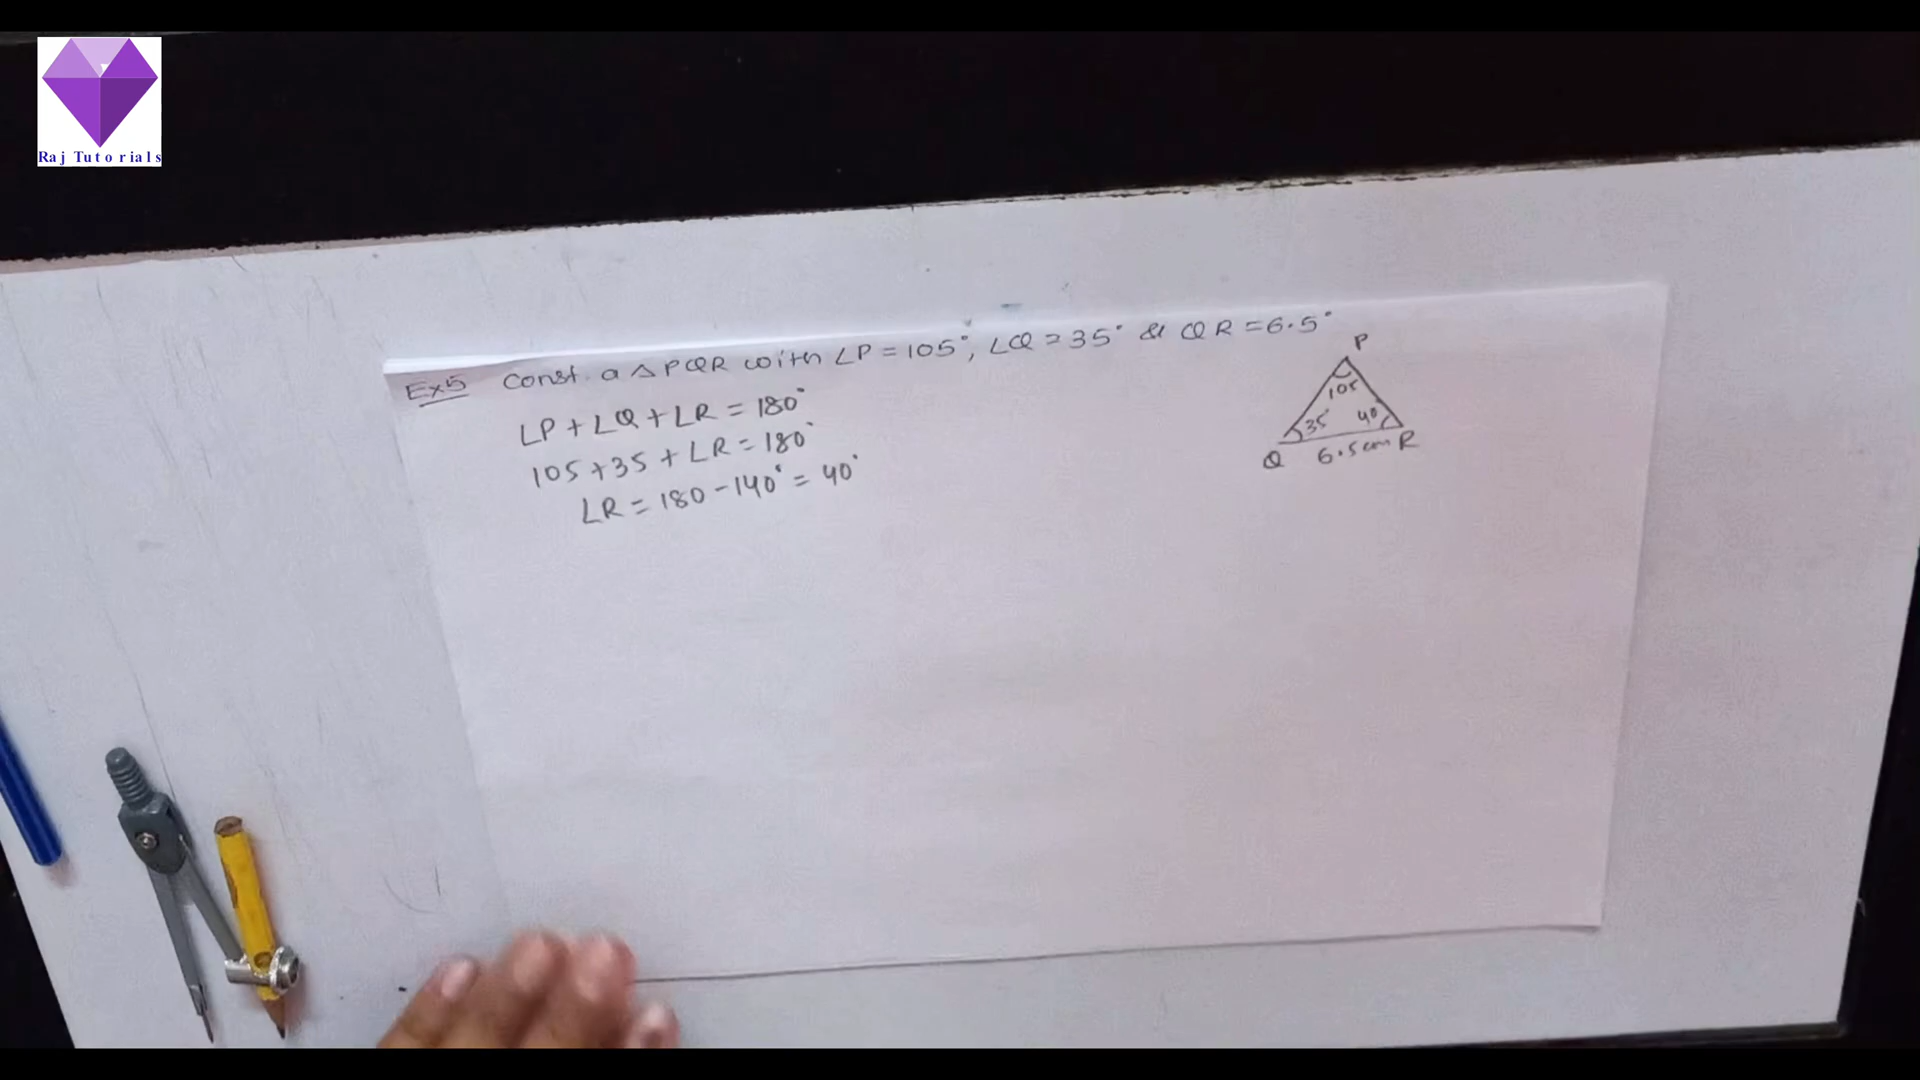 Raj Tutorials
Ex5 Const. a △ PQR with ∠P = 105°, ∠Q = 35° & QR = 6.5°
∠P + ∠Q + ∠R = 180°
105 + 35 + ∠R = 180°
∠R = 180 - 140° = 40°
P
105
35° 40°
Q 6.5cm R